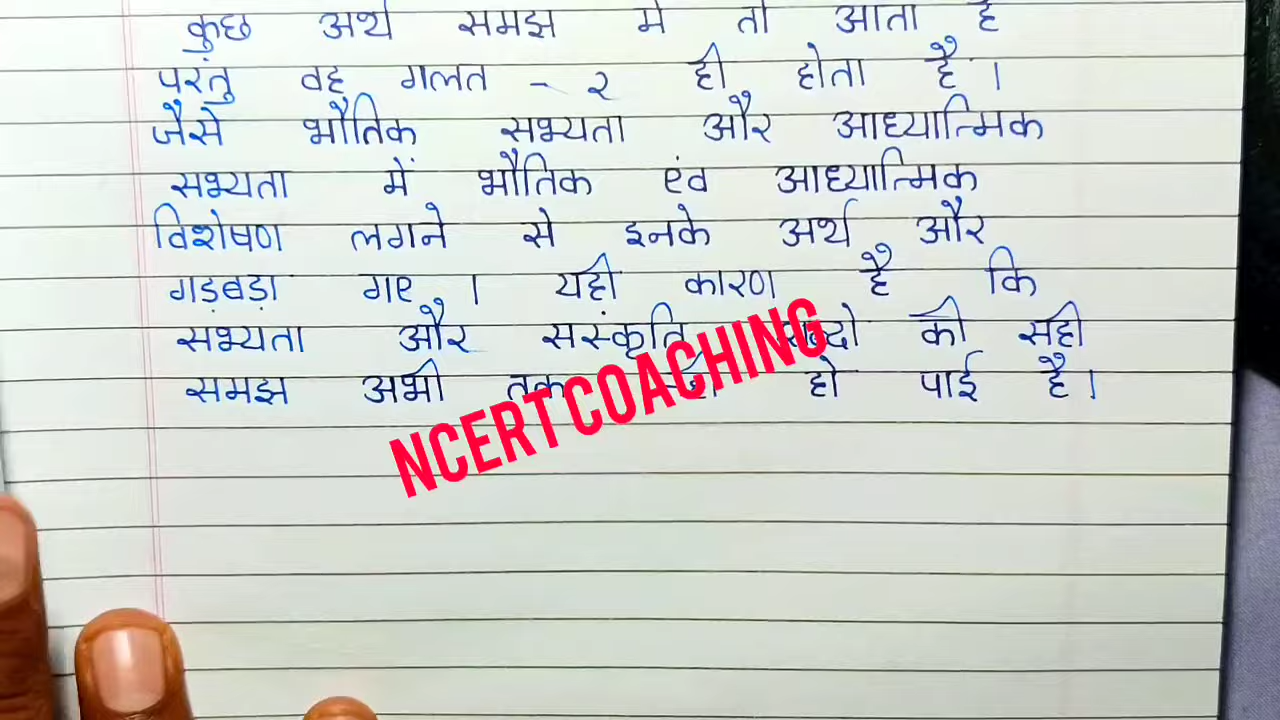 कुछ अर्थ समझ में तो आता है
परंतु वह गलत - २ ही होता है ।
जैसे भौतिक सभ्यता और आध्यात्मिक
सभ्यता में भौतिक एंव आध्यात्मिक
विशेषण लगने से इनके अर्थ और
गड़बड़ा गए । यही कारण है कि
सभ्यता और सस्ंकृति की सही
समझ अभी तक हो पाई है।
NCERT COACHING